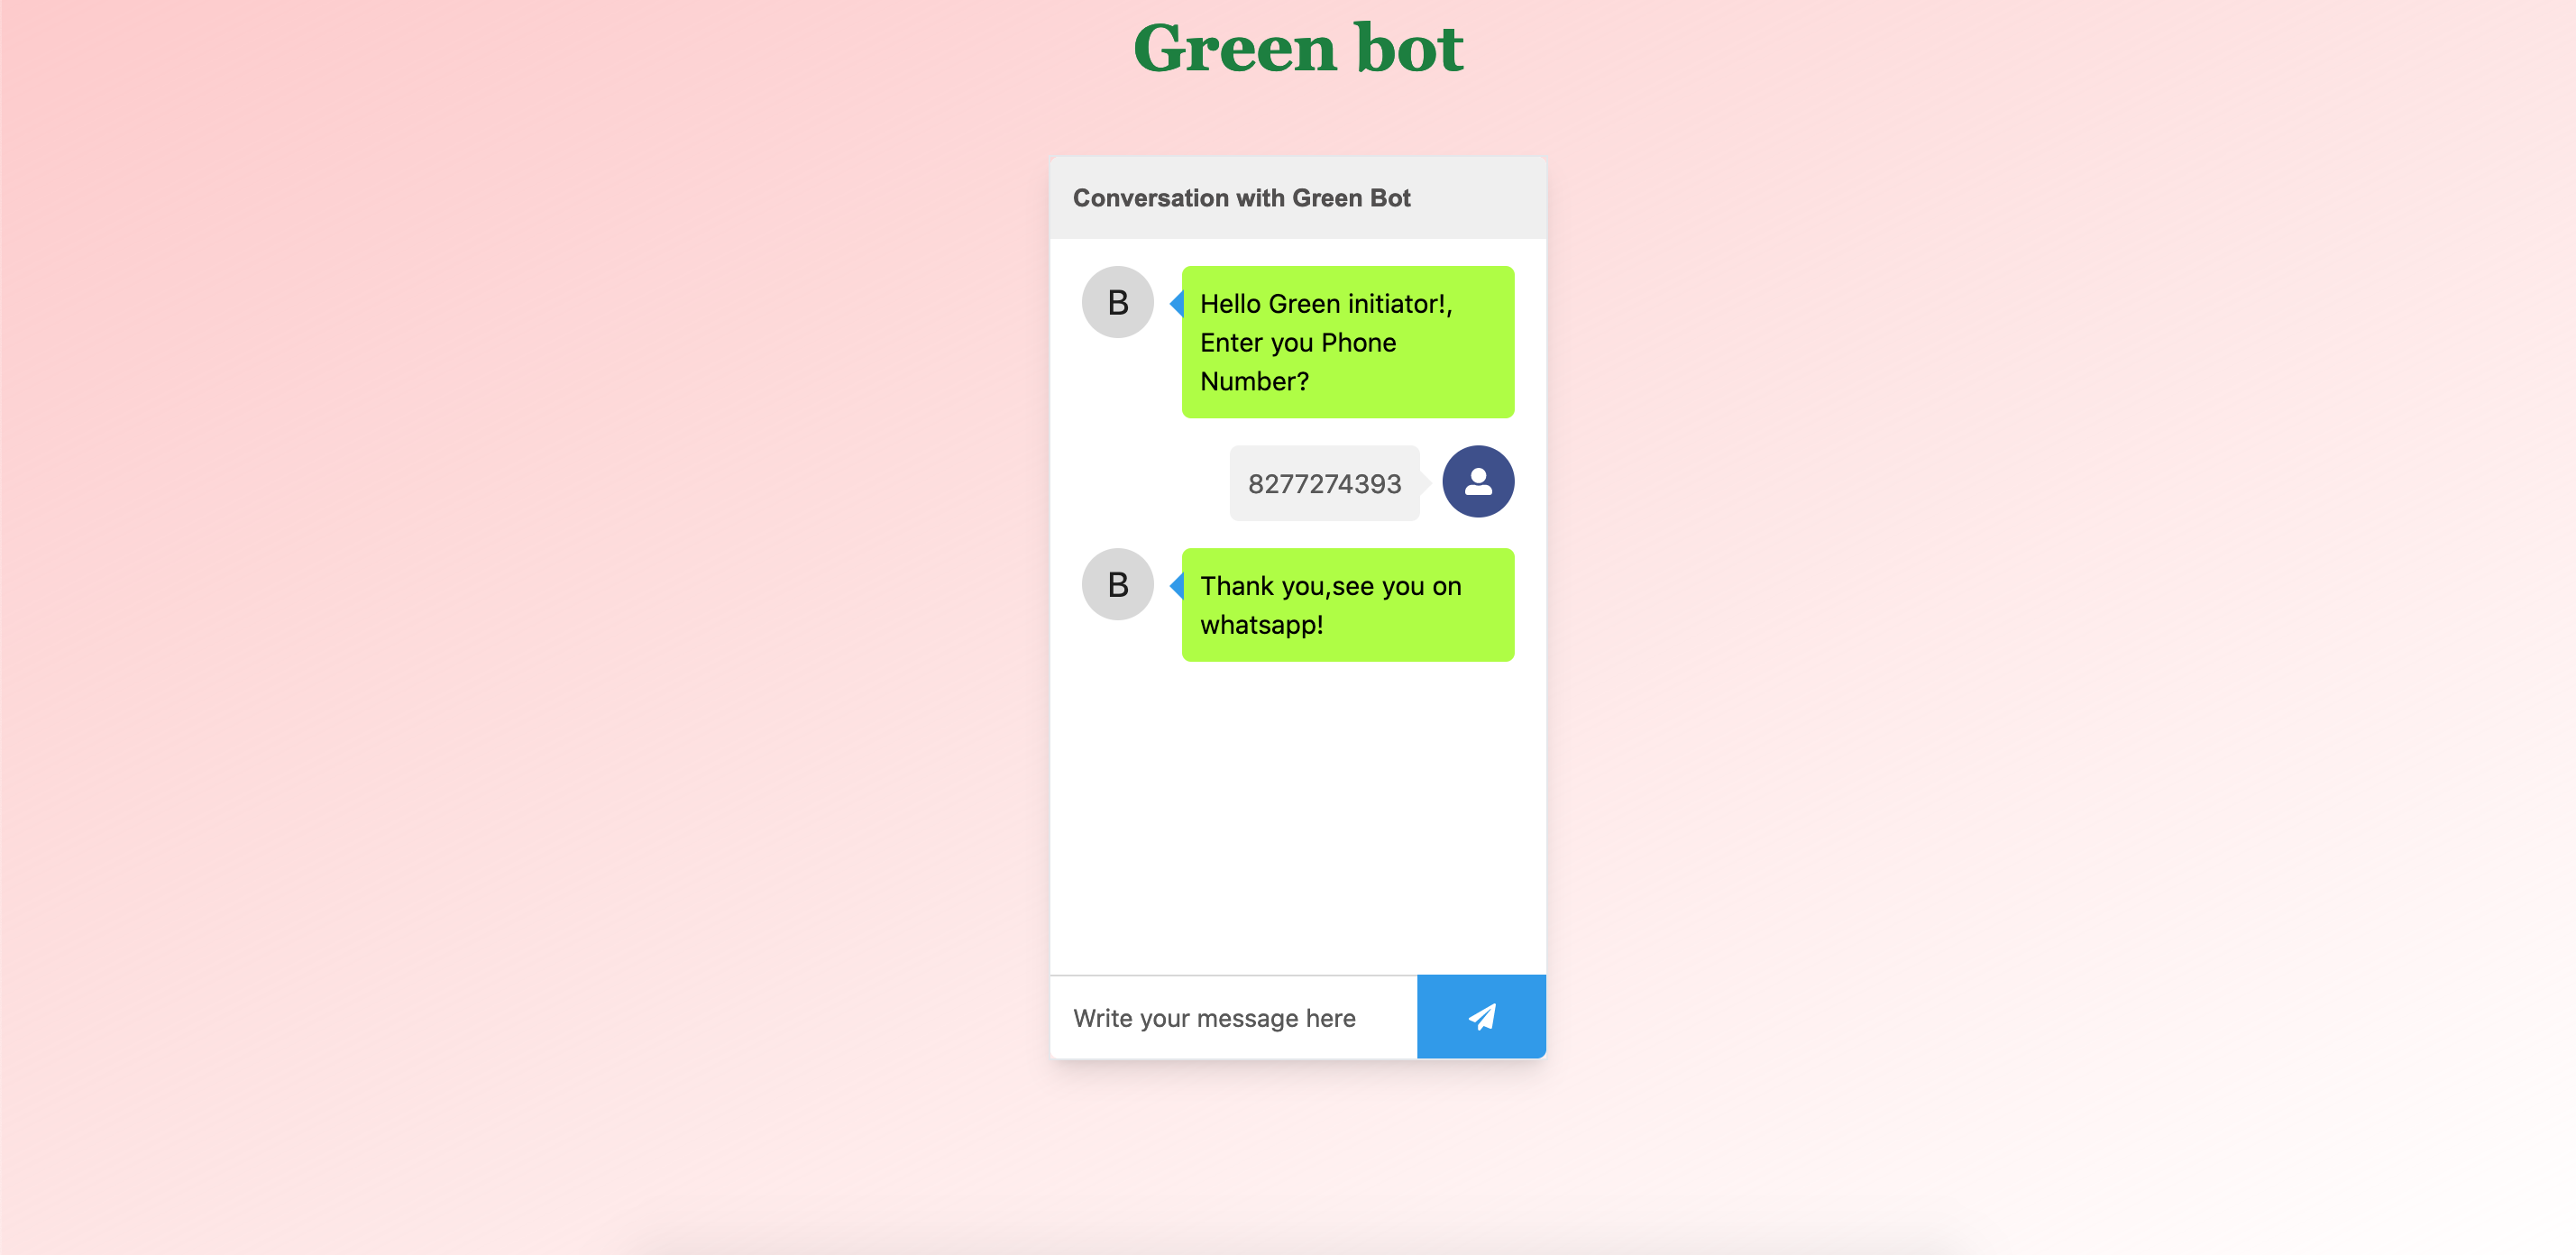 Green bot
Conversation with Green Bot
B
Hello Green initiator!,
Enter you Phone
Number?
8277274393
B
Thank you,see you on
whatsapp!
Write your message here